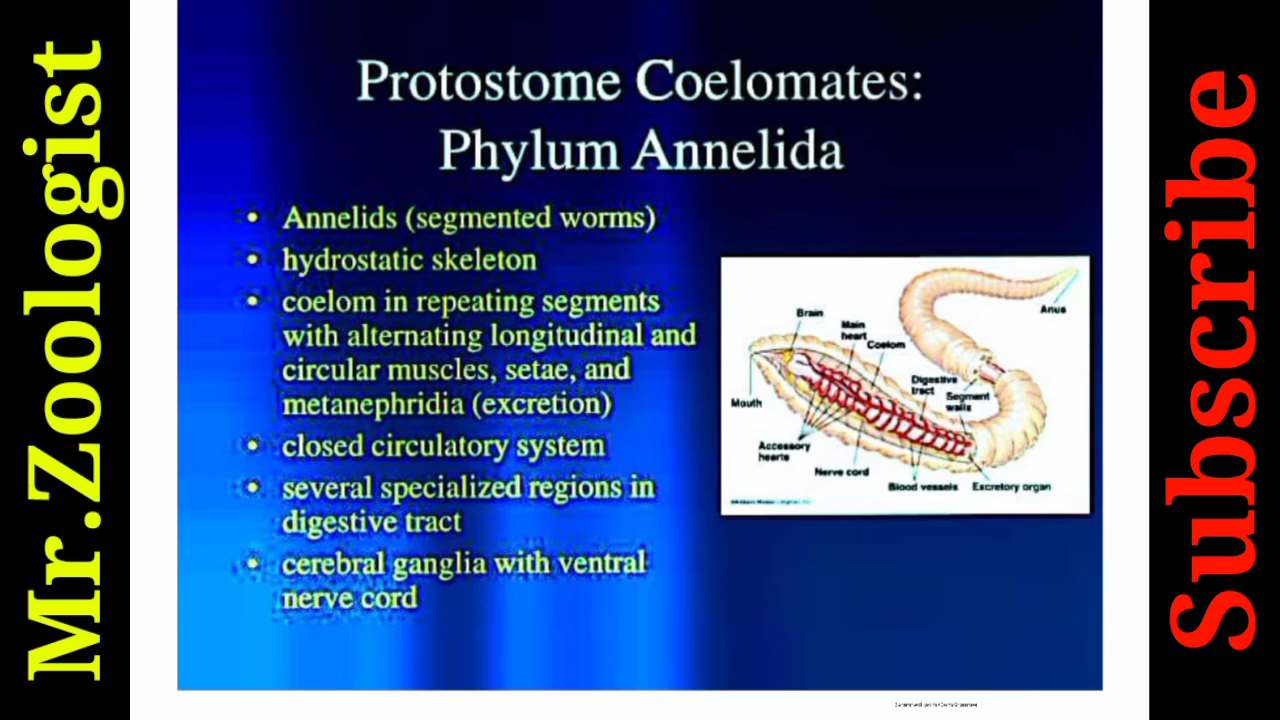 Mr.Zoologist
Protostome Coelomates:
Phylum Annelida
• Annelids (segmented worms)
• hydrostatic skeleton
• coelom in repeating segments
with alternating longitudinal and
circular muscles, setae, and
metanephridia (excretion)
• closed circulatory system
• several specialized regions in
digestive tract
• cerebral ganglia with ventral
nerve cord
Brain
Main
heart
Coelom
Anus
Digestive
tract
Segment
walls
Mouth
Accessory
hearts
Nerve cord
Blood vessels
Excretory organ
Scanned with CamScanner
Subscribe